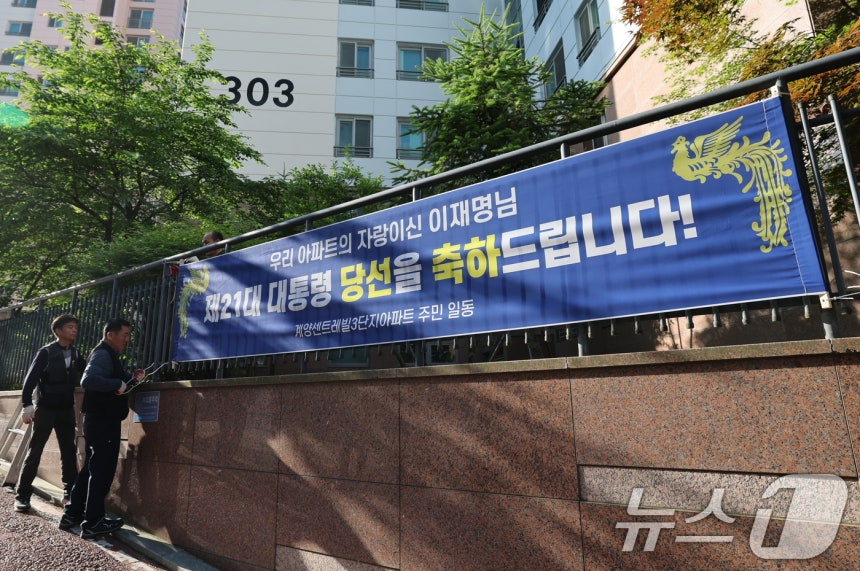 303
우리 아파트의 자랑이신 이재명님
제21대 대통령 당선을 축하드립니다!
계양센트레빌3단지아파트 주민 일동
뉴스1